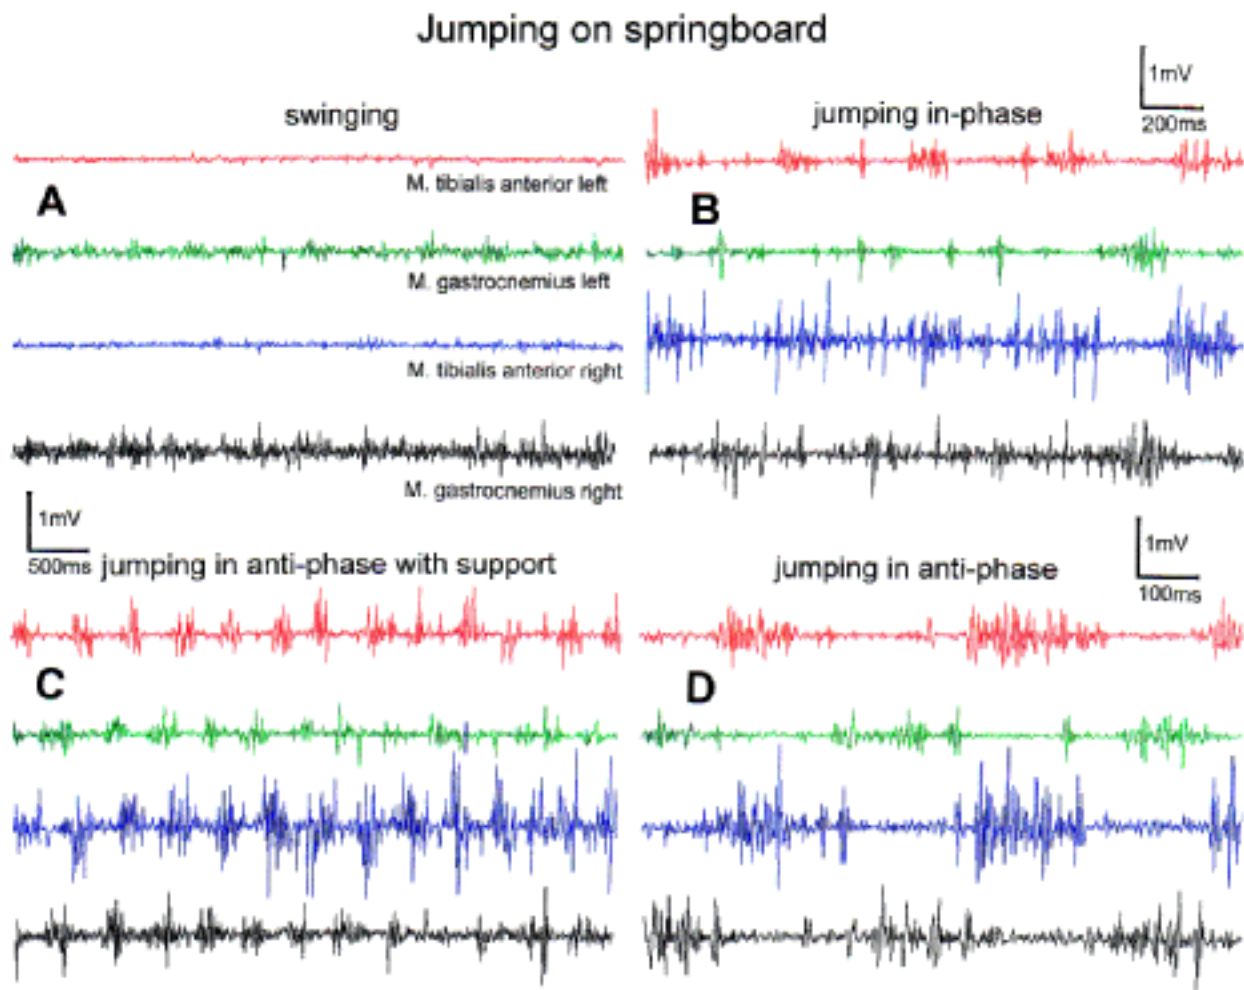 Jumping on springboard
1mV
200ms
swinging
jumping in-phase
M. tibialis anterior left
A
B
M. gastrocnemius left
M. tibialis anterior right
M. gastrocnemius right
1mV
500ms
jumping in anti-phase with support
jumping in anti-phase
1mV
100ms
C
D